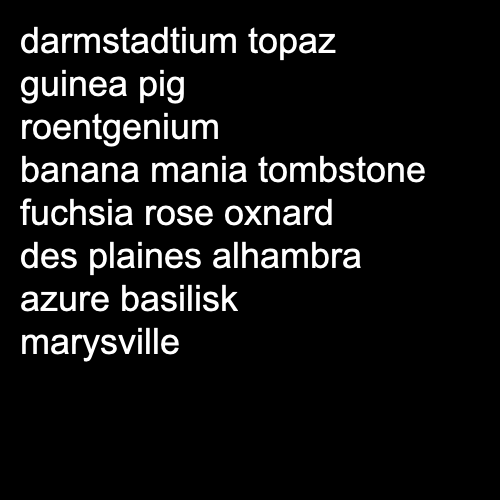 darmstadtium topaz
guinea pig
roentgenium
banana mania tombstone
fuchsia rose oxnard
des plaines alhambra
azure basilisk
marysville